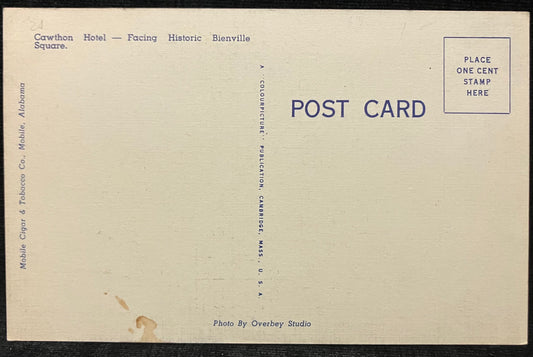 Cawthon Hotel — Facing Historic Bienville
Square.
Mobile Cigar & Tobacco Co., Mobile, Alabama
A "COLOURPICTURE" PUBLICATION, CAMBRIDGE, MASS., U. S. A.
POST CARD
PLACE
ONE CENT
STAMP
HERE
Photo By Overbey Studio